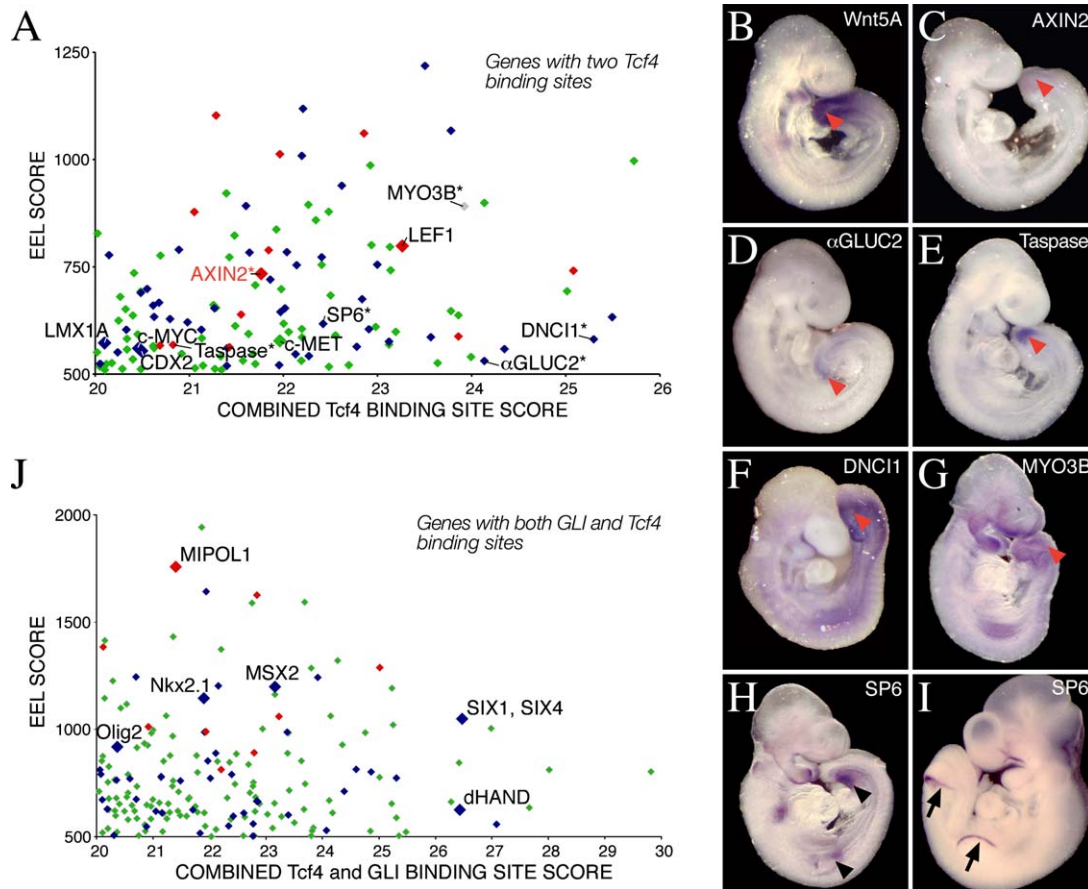 A
1250
1000
750
500
EEL SCORE
Genes with two Tcf4
binding sites
MYO3B*
LEF1
AXIN2*
SP6*
DNCI1*
LMX1A
c-MYC
Taspase*
c-MET
CDX2
αGLUC2*
20 21 22 23 24 25 26
COMBINED Tcf4 BINDING SITE SCORE
J
2000
1500
1000
500
EEL SCORE
Genes with both GLI and Tcf4
binding sites
MIPOL1
Nkx2.1
MSX2
SIX1, SIX4
Olig2
dHAND
20 21 22 23 24 25 26 27 28 29 30
COMBINED Tcf4 and GLI BINDING SITE SCORE
B Wnt5A
C AXIN2
D αGLUC2
E Taspase
F DNCI1
G MYO3B
H SP6
I SP6